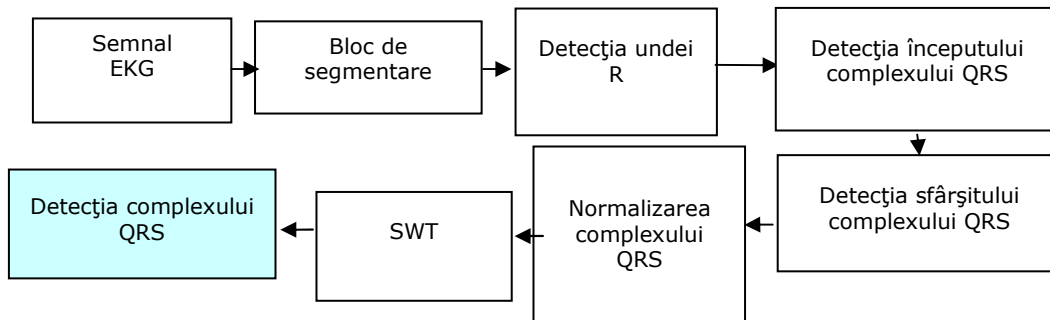 Semnal
EKG
Bloc de
segmentare
Detecţia undei
R
Detecţia începutului
complexului QRS
Detecţia sfârşitului
complexului QRS
Normalizarea
complexului
QRS
SWT
Detecţia complexului
QRS